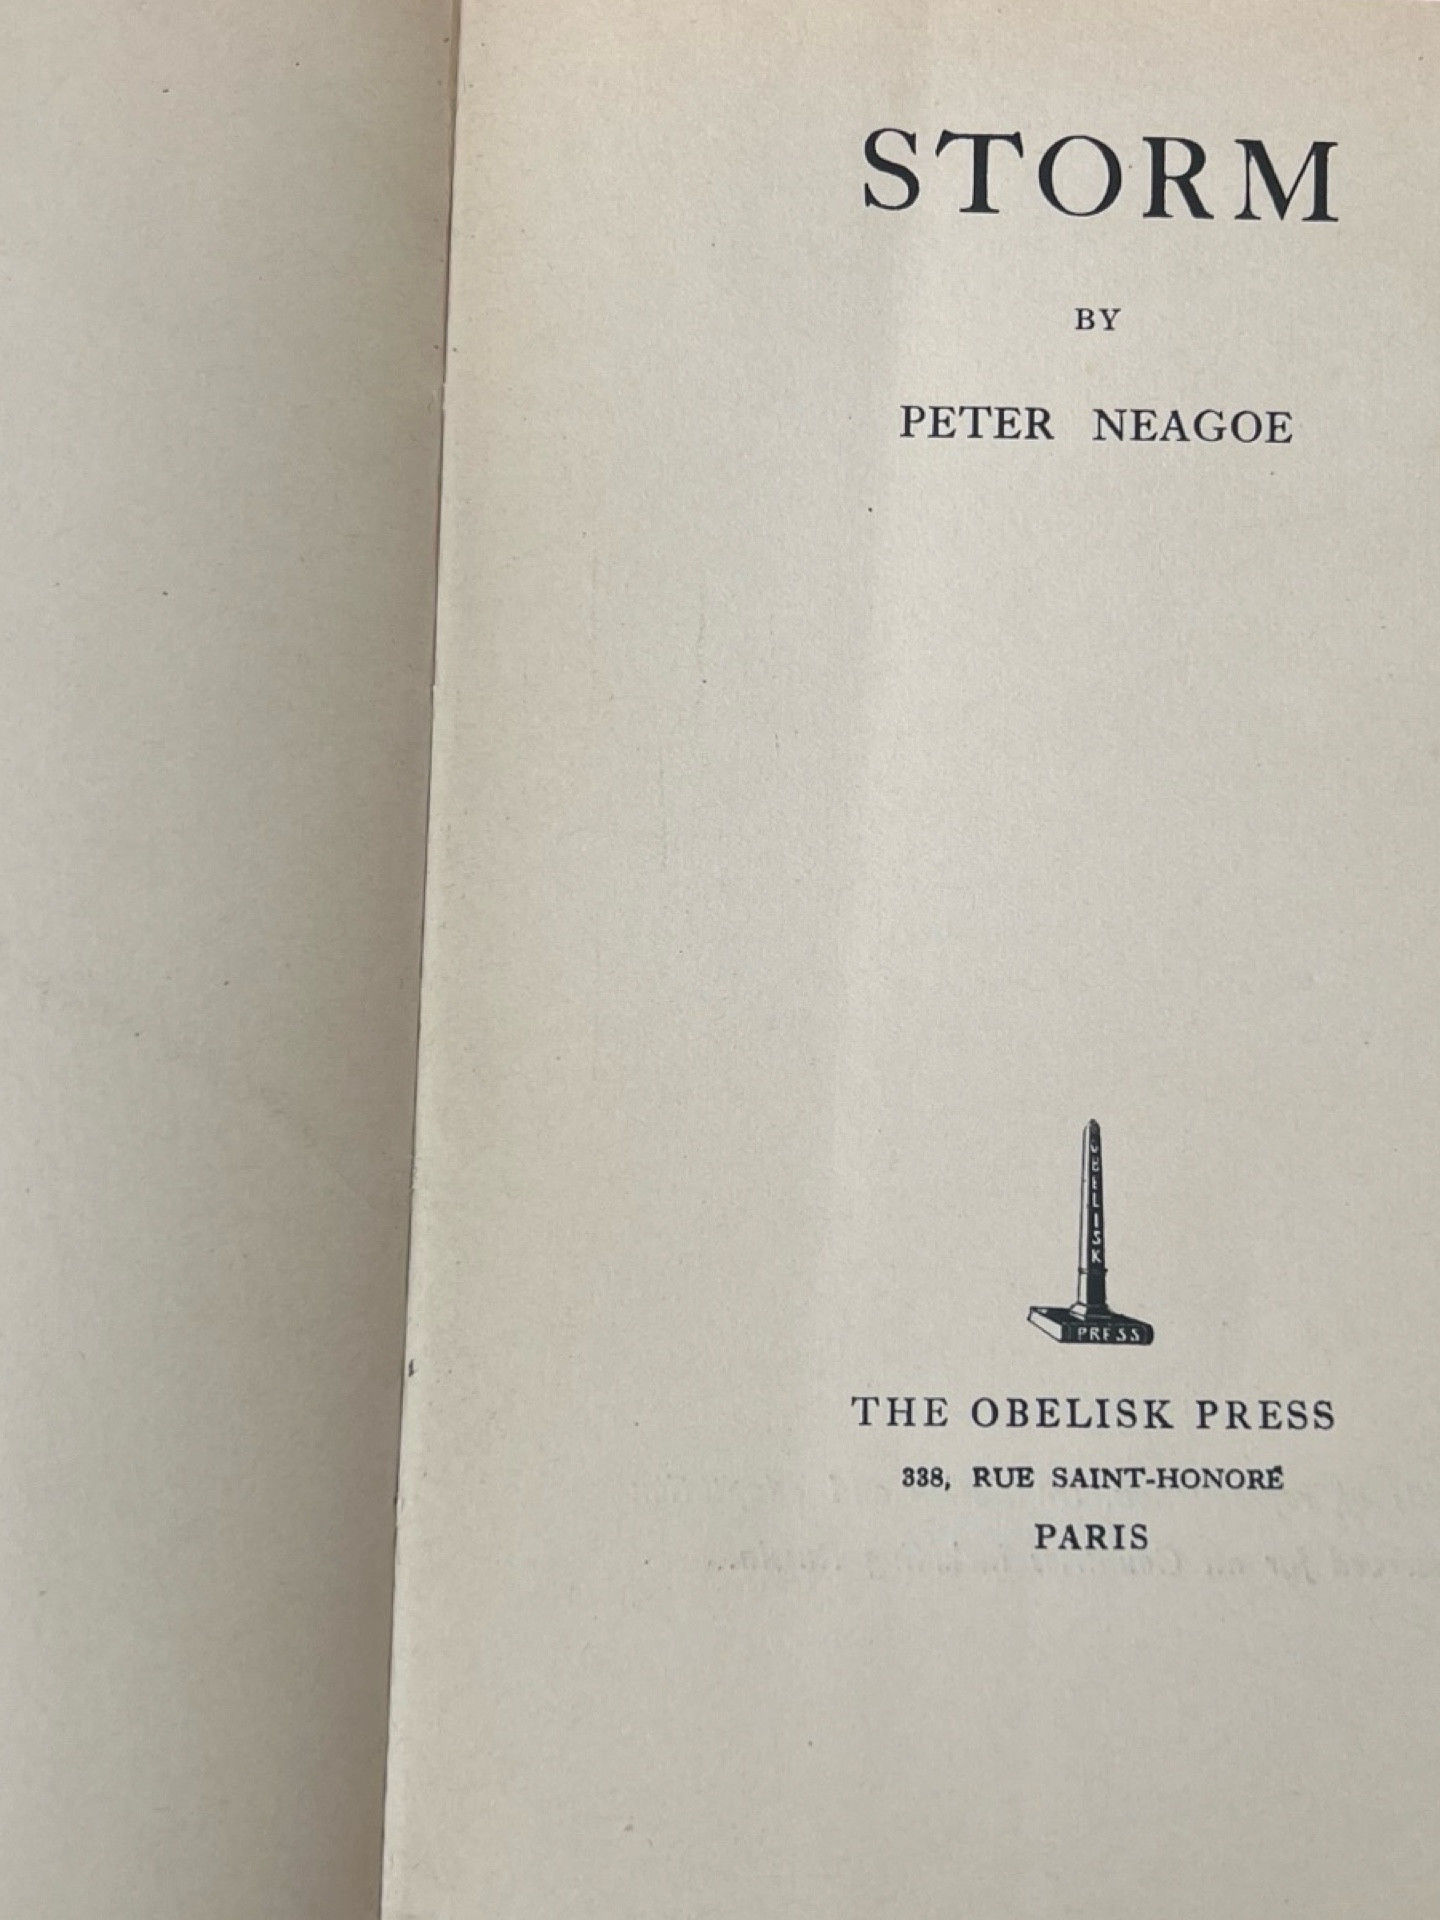 STORM
BY
PETER NEAGOE
OBELISK
PRESS
THE OBELISK PRESS
338, RUE SAINT-HONORÉ
PARIS